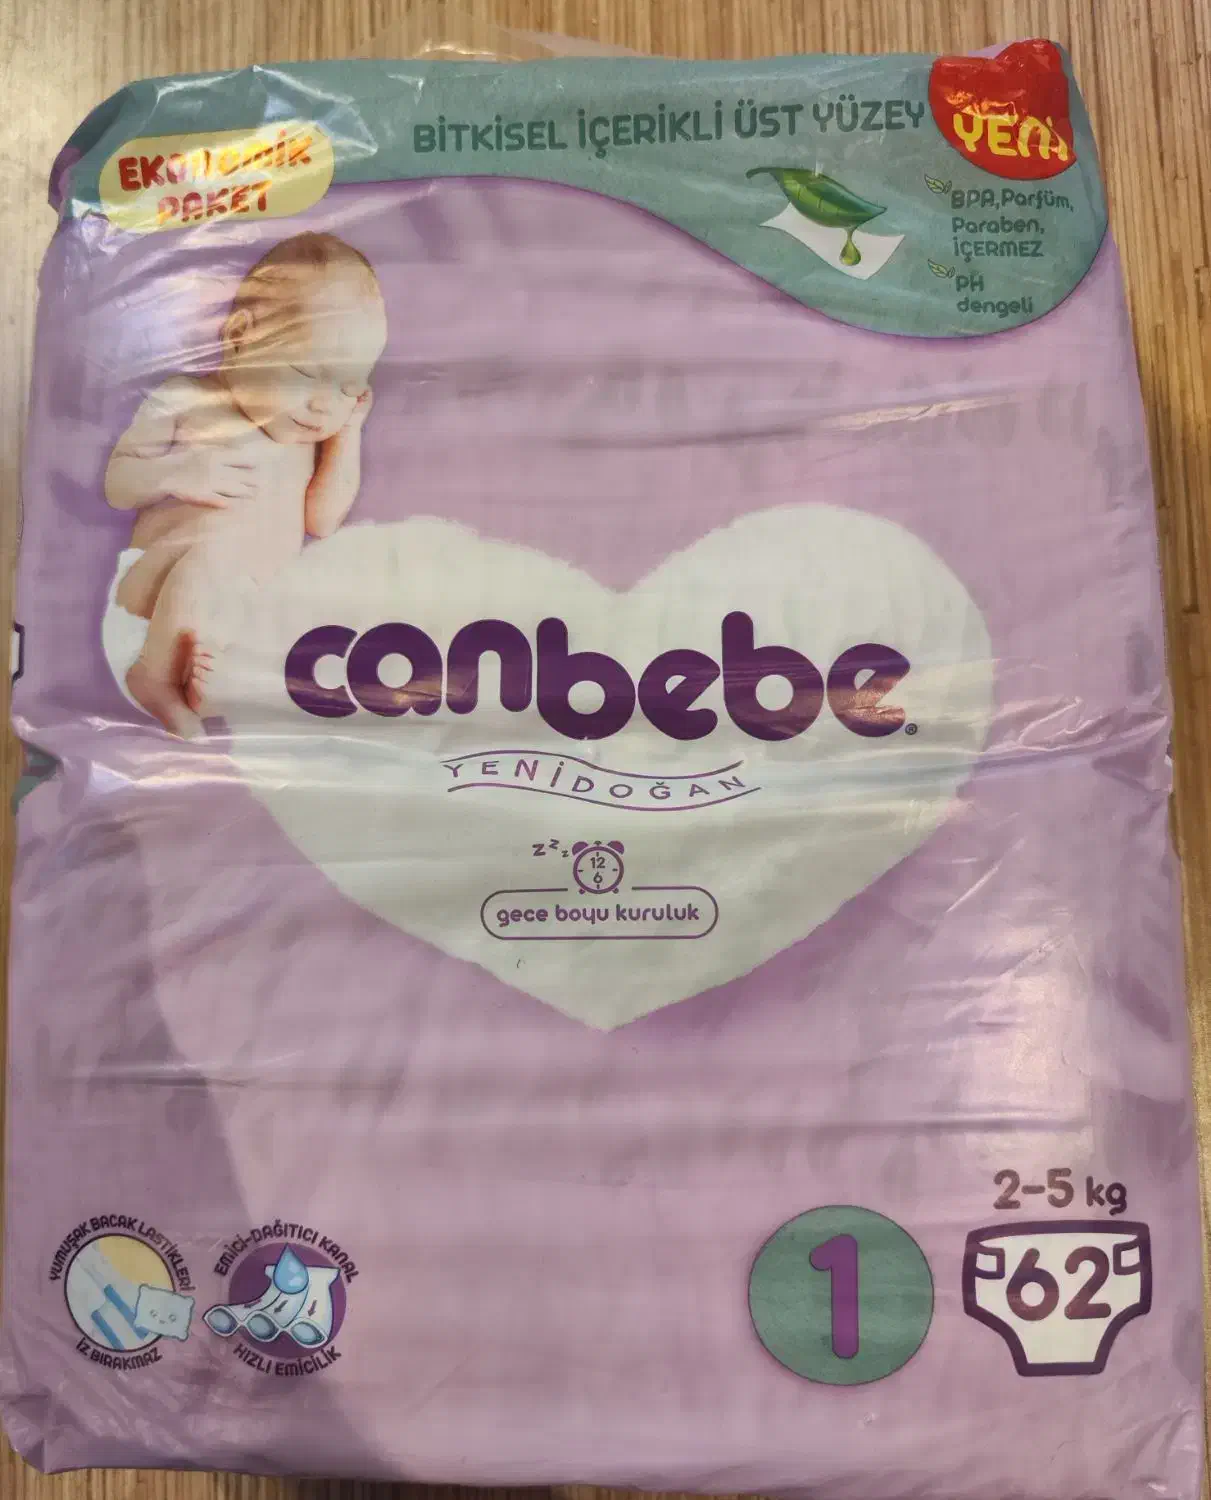 EKONOMİK
PAKET
BİTKİSEL İÇERİKLİ ÜST YÜZEY
YENİ
BPA, Parfüm,
Paraben,
İÇERMEZ
PH
dengeli
canbebe®
YENİDOĞAN
zzz
12
6
gece boyu kuruluk
YUMUŞAK BACAK LASTİKLERİ
İZ BIRAKMAZ
EMİCİ-DAĞITICI KANAL
HIZLI EMİCİLİK
1
2-5 kg
62